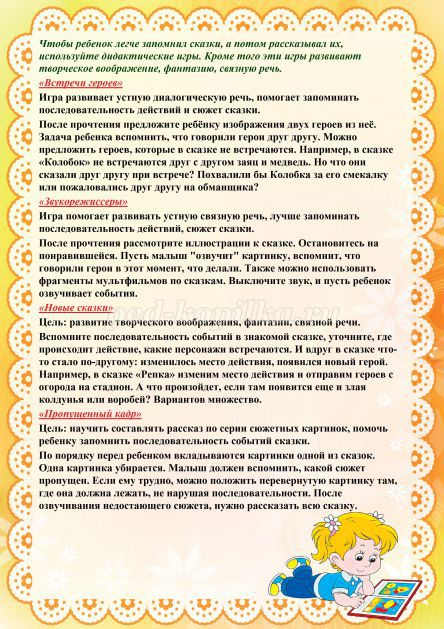 Чтобы ребенок легче запомнил сказки, а потом рассказывал их,
используйте дидактические игры. Кроме того эти игры развивают
творческое воображение, фантазию, связную речь.
«Встречи героев»
Игра развивает устную диалогическую речь, помогает запоминать
последовательность действий и сюжет сказки.
После прочтения предложите ребёнку изображения двух героев из неё.
Задача ребенка вспомнить, что говорили герои друг другу. Можно
предложить героев, которые в сказке не встречаются. Например, в сказке
«Колобок» не встречаются друг с другом заяц и медведь. Но что они
сказали друг другу при встрече? Похвалили бы Колобка за его смекалку
или пожаловались друг другу на обманщика?
«Звукорежиссеры»
Игра помогает развивать устную связную речь, лучше запоминать
последовательность действий, сюжет сказки.
После прочтения рассмотрите иллюстрации к сказке. Остановитесь на
понравившейся. Пусть малыш "озвучит" картинку, вспомнит, что
говорили герои в этот момент, что делали. Также можно использовать
фрагменты мультфильмов по сказкам. Выключите звук, и пусть ребенок
озвучивает события.
«Новые сказки»
Цель: развитие творческого воображения, фантазии, связной речи.
Вспомните последовательность событий в знакомой сказке, уточните, где
происходит действие, какие персонажи встречаются. И вдруг в сказке что-
то стало по-другому: изменилось место действия, появился новый герой.
Например, в сказке «Репка» изменим место действия и отправим героев с
огорода на стадион. А что произойдет, если там появится еще и злая
колдунья или воробей? Вариантов множество.
«Пропущенный кадр»
Цель: научить составлять рассказ по серии сюжетных картинок, помочь
ребенку запомнить последовательность событий сказки.
По порядку перед ребенком вкладываются картинки одной из сказок.
Одна картинка убирается. Малыш должен вспомнить, какой сюжет
пропущен. Если ему трудно, можно положить перевернутую картинку там,
где она должна лежать, не нарушая последовательности. После
озвучивания недостающего сюжета, нужно рассказать всю сказку.
ped-kopilka.ru